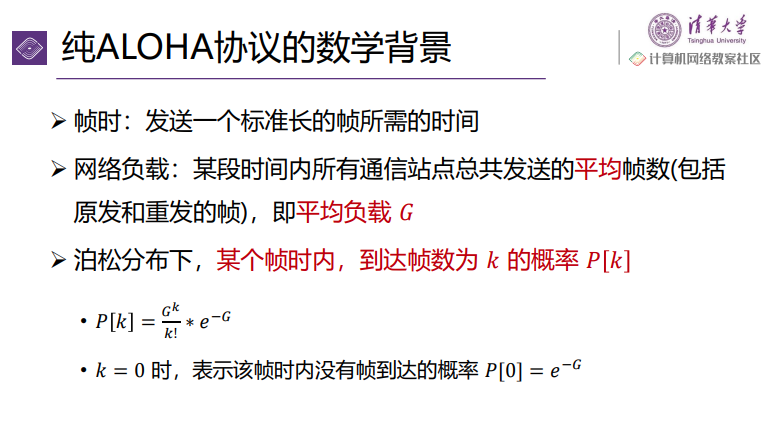 纯ALOHA协议的数学背景
清华大学
Tsinghua University
计算机网络教案社区
➢ 帧时：发送一个标准长的帧所需的时间
➢ 网络负载：某段时间内所有通信站点总共发送的平均帧数(包括
原发和重发的帧)，即平均负载 G
➢ 泊松分布下，某个帧时内，到达帧数为 k 的概率 P[k]
• P[k] = G^k/k! ∗ e^−G
• k = 0 时，表示该帧时内没有帧到达的概率 P[0] = e^−G